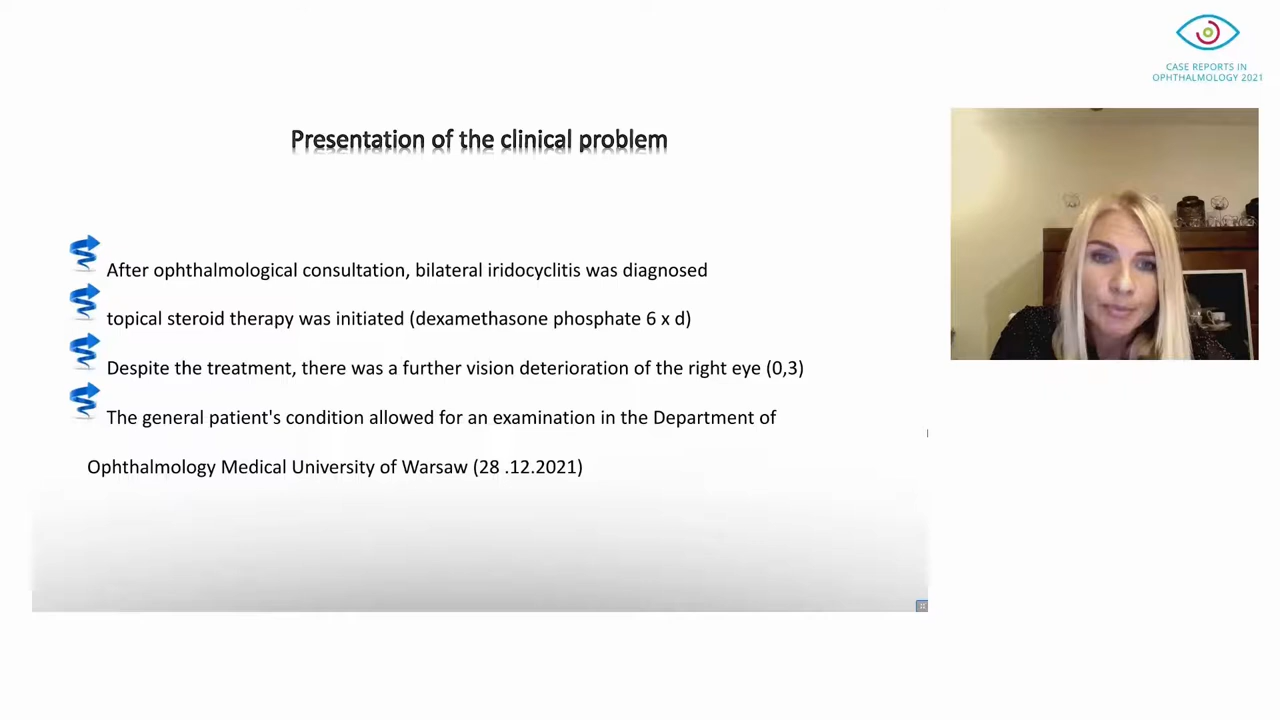 CASE REPORTS IN
OPHTHALMOLOGY 2021
Presentation of the clinical problem
After ophthalmological consultation, bilateral iridocyclitis was diagnosed
topical steroid therapy was initiated (dexamethasone phosphate 6 x d)
Despite the treatment, there was a further vision deterioration of the right eye (0,3)
The general patient's condition allowed for an examination in the Department of
Ophthalmology Medical University of Warsaw (28 .12.2021)